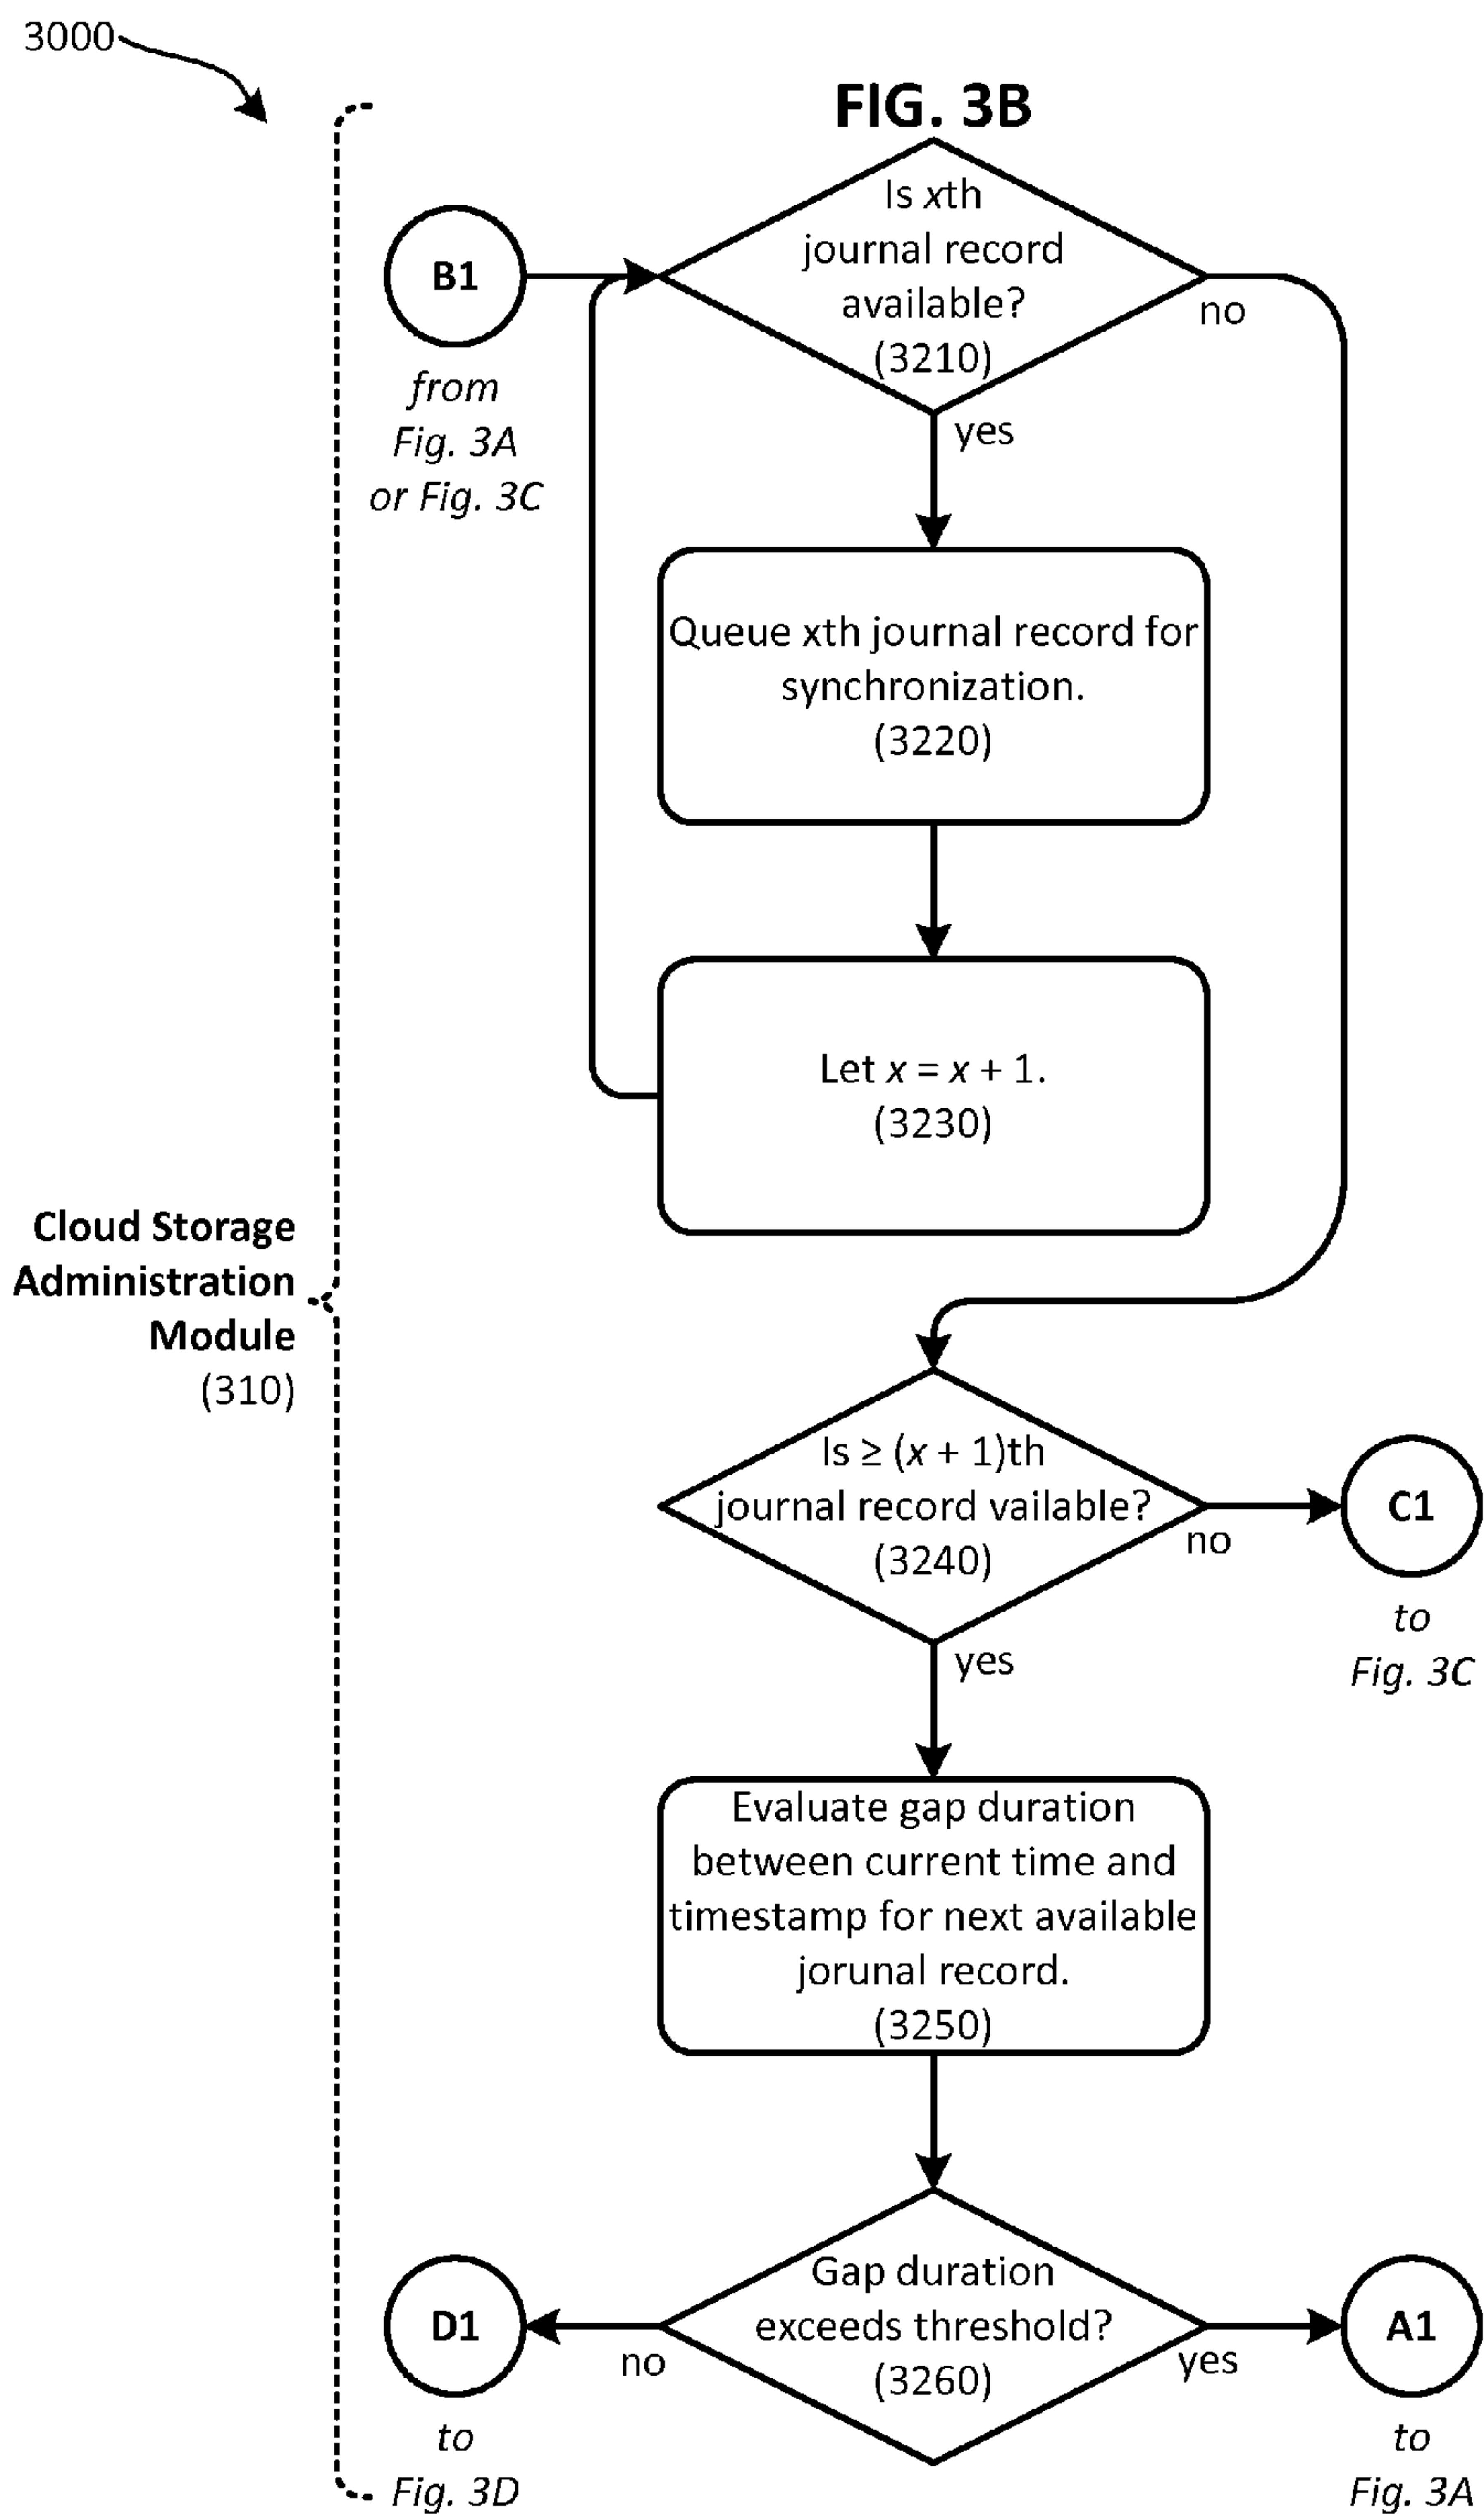 3000
FIG. 3B
Is xth
journal record
available?
(3210)
no
yes
B1
from
Fig. 3A
or Fig. 3C
Queue xth journal record for
synchronization.
(3220)
Let x = x + 1.
(3230)
Cloud Storage
Administration
Module
(310)
Is ≥ (x + 1)th
journal record vailable?
(3240)
no
C1
to
Fig. 3C
yes
Evaluate gap duration
between current time and
timestamp for next available
jorunal record.
(3250)
Gap duration
exceeds threshold?
(3260)
no
D1
to
Fig. 3D
yes
A1
to
Fig. 3A